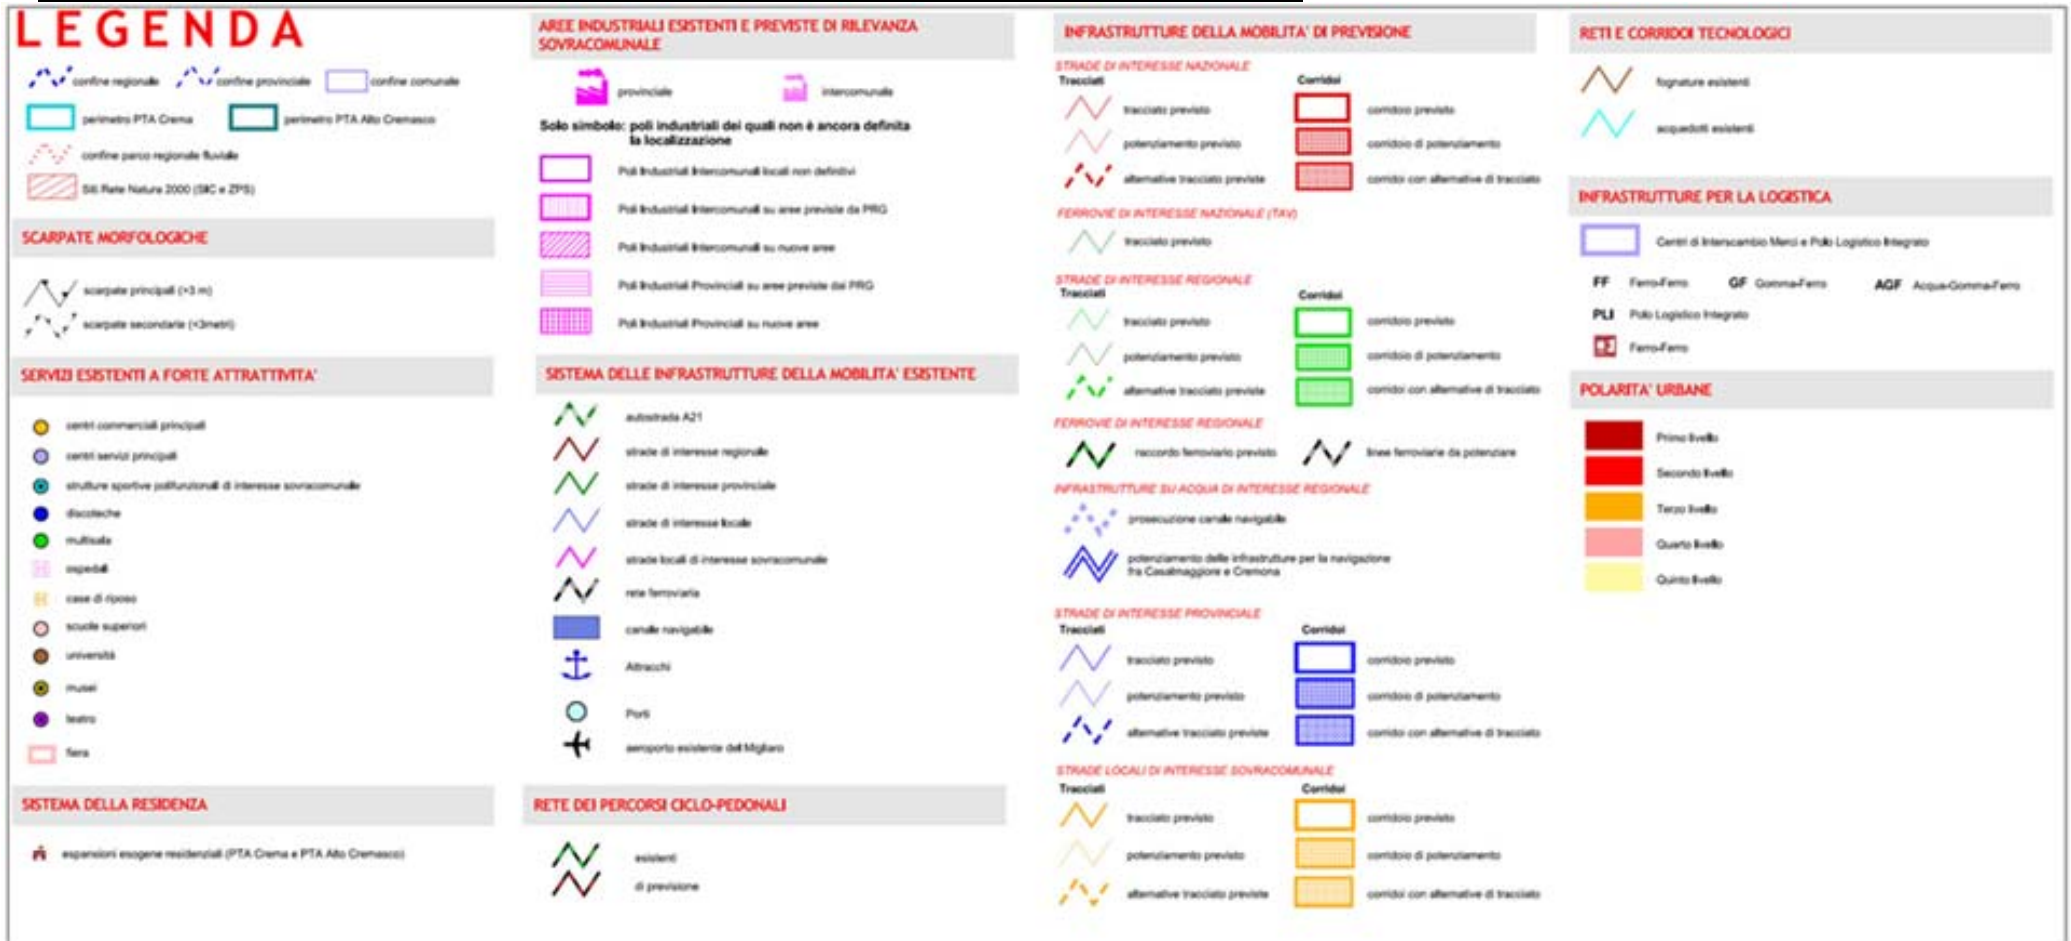 LEGENDA
confine regionale confine provinciale confine comunale
perimetro PTA Crema perimetro PTA Alto Cremasco
confine parco regionale fluviale
Siti Rete Natura 2000 (SIC e ZPS)
SCARPATE MORFOLOGICHE
scarpate principali (>3 m)
scarpate secondarie (<3metri)
SERVIZI ESISTENTI A FORTE ATTRATTIVITA'
centri commerciali principali
centri servizi principali
strutture sportive polifunzionali di interesse sovracomunale
discoteche
multisala
ospedali
case di riposo
scuole superiori
università
musei
teatro
fiera
SISTEMA DELLA RESIDENZA
espansioni esogene residenziali (PTA Crema e PTA Alto Cremasco)
AREE INDUSTRIALI ESISTENTI E PREVISTE DI RILEVANZA
SOVRACOMUNALE
provinciale intercomunale
Solo simbolo: poli industriali dei quali non è ancora definita
la localizzazione
Poli Industriali Intercomunali locali non definitivi
Poli Industriali Intercomunali su aree previste da PRG
Poli Industriali Intercomunali su nuove aree
Poli Industriali Provinciali su aree previste dai PRG
Poli Industriali Provinciali su nuove aree
SISTEMA DELLE INFRASTRUTTURE DELLA MOBILITA' ESISTENTE
autostrada A21
strade di interesse regionale
strade di interesse provinciale
strade di interesse locale
strade locali di interesse sovracomunale
rete ferroviaria
canale navigabile
Attracchi
Porti
aeroporto esistente del Migliaro
RETE DEI PERCORSI CICLO-PEDONALI
esistenti
di previsione
INFRASTRUTTURE DELLA MOBILITA' DI PREVISIONE
STRADE DI INTERESSE NAZIONALE
Tracciati Corridoi
tracciato previsto corridoio previsto
potenziamento previsto corridoio di potenziamento
alternative tracciato previste corridoi con alternative di tracciato
FERROVIE DI INTERESSE NAZIONALE (TAV)
tracciato previsto
STRADE DI INTERESSE REGIONALE
Tracciati Corridoi
tracciato previsto corridoio previsto
potenziamento previsto corridoio di potenziamento
alternative tracciato previste corridoi con alternative di tracciato
FERROVIE DI INTERESSE REGIONALE
raccordo ferroviario previsto linee ferroviarie da potenziare
INFRASTRUTTURE SU ACQUA DI INTERESSE REGIONALE
prosecuzione canale navigabile
potenziamento delle infrastrutture per la navigazione
fra Casalmaggiore e Cremona
STRADE DI INTERESSE PROVINCIALE
Tracciati Corridoi
tracciato previsto corridoio previsto
potenziamento previsto corridoio di potenziamento
alternative tracciato previste corridoi con alternative di tracciato
STRADE LOCALI DI INTERESSE SOVRACOMUNALE
Tracciati Corridoi
tracciato previsto corridoio previsto
potenziamento previsto corridoio di potenziamento
alternative tracciato previste corridoi con alternative di tracciato
RETI E CORRIDOI TECNOLOGICI
fognature esistenti
acquedotti esistenti
INFRASTRUTTURE PER LA LOGISTICA
Centri di Interscambio Merci e Polo Logistico Integrato
FF Ferro-Ferro GF Gomma-Ferro AGF Acqua-Gomma-Ferro
PLI Polo Logistico Integrato
Ferro-Ferro
POLARITA' URBANE
Primo livello
Secondo livello
Terzo livello
Quarto livello
Quinto livello